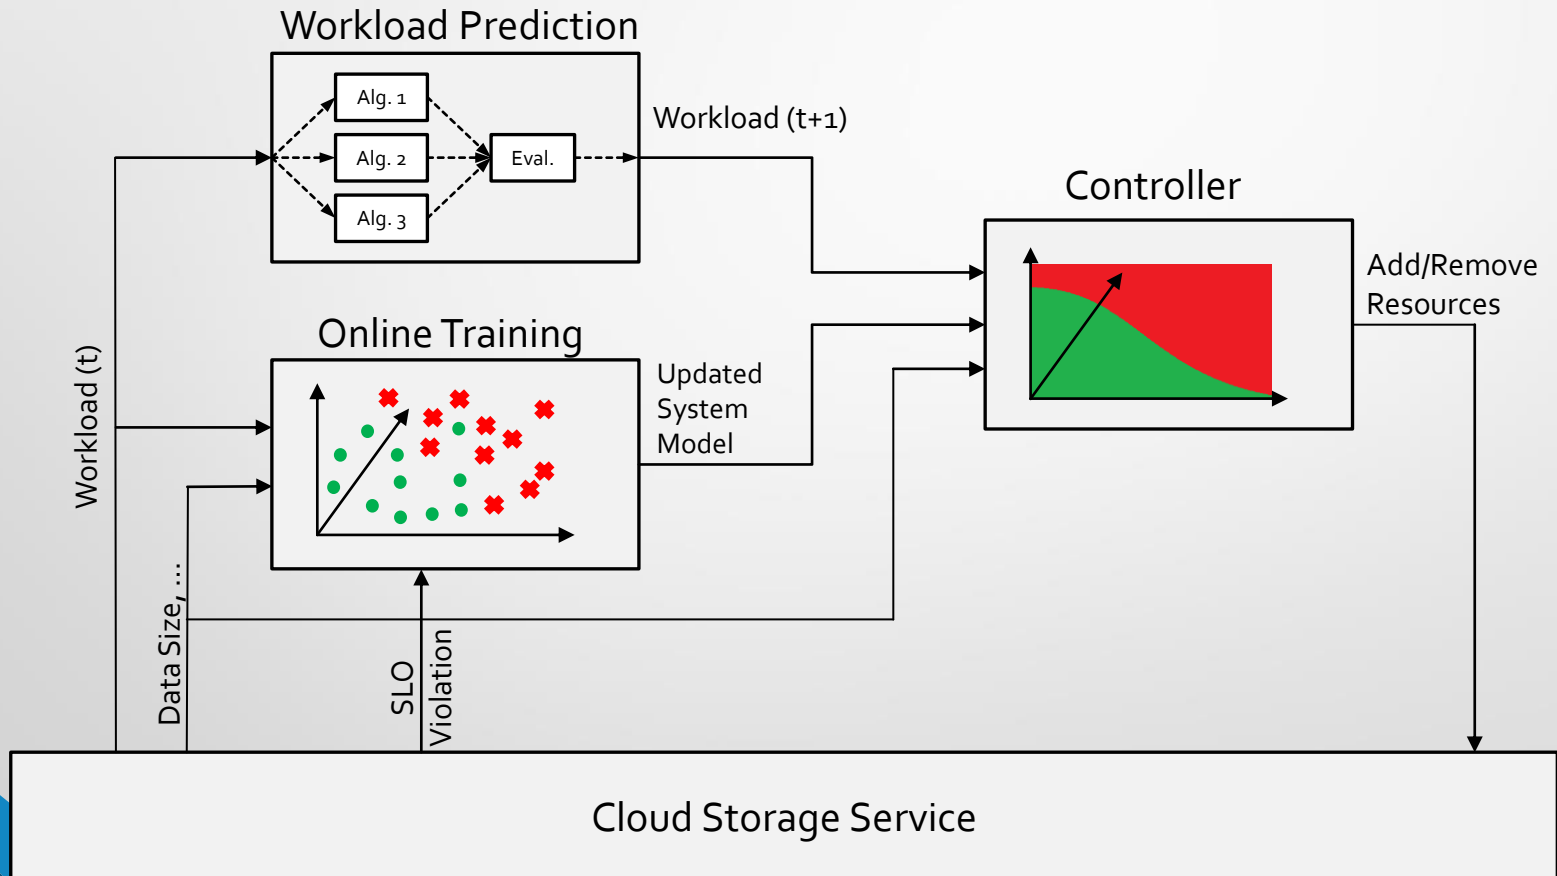 Workload Prediction
Alg. 1
Alg. 2
Alg. 3
Eval.
Workload (t+1)
Controller
Add/Remove
Resources
Online Training
Updated
System
Model
Workload (t)
Data Size, ...
SLO
Violation
Cloud Storage Service